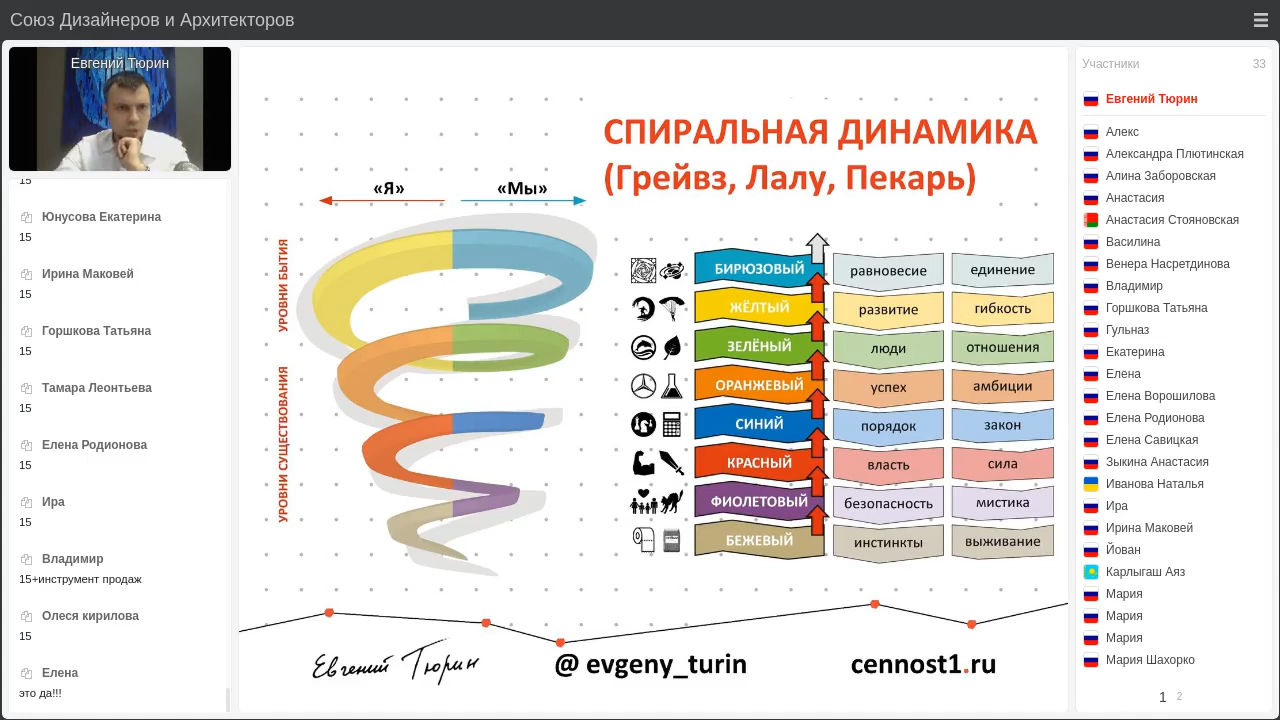 Союз Дизайнеров и Архитекторов
Евгений Тюрин
15
Юнусова Екатерина
15
Ирина Маковей
15
Горшкова Татьяна
15
Тамара Леонтьева
15
Елена Родионова
15
Ира
15
Владимир
15+инструмент продаж
Олеся кирилова
15
Елена
это да!!!
СПИРАЛЬНАЯ ДИНАМИКА
(Грейвз, Лалу, Пекарь)
«Я» «Мы»
УРОВНИ БЫТИЯ
УРОВНИ СУЩЕСТВОВАНИЯ
БИРЮЗОВЫЙ равновесие единение
ЖЁЛТЫЙ развитие гибкость
ЗЕЛЁНЫЙ люди отношения
ОРАНЖЕВЫЙ успех амбиции
СИНИЙ порядок закон
КРАСНЫЙ власть сила
ФИОЛЕТОВЫЙ безопасность мистика
БЕЖЕВЫЙ инстинкты выживание
Евгений Тюрин @ evgeny_turin cennost1.ru
Участники 33
Евгений Тюрин
Алекс
Александра Плютинская
Алина Заборовская
Анастасия
Анастасия Стояновская
Василина
Венера Насретдинова
Владимир
Горшкова Татьяна
Гульназ
Екатерина
Елена
Елена Ворошилова
Елена Родионова
Елена Савицкая
Зыкина Анастасия
Иванова Наталья
Ира
Ирина Маковей
Йован
Карлыгаш Аяз
Мария
Мария
Мария
Мария Шахорко
1 2